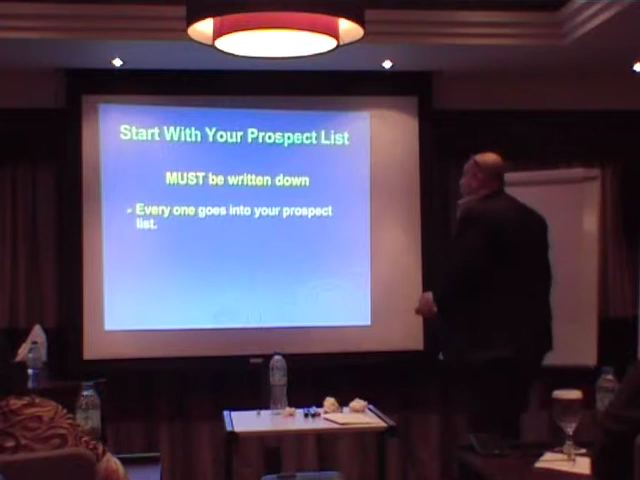 Start With Your Prospect List
MUST be written down
Every one goes into your prospect
list.